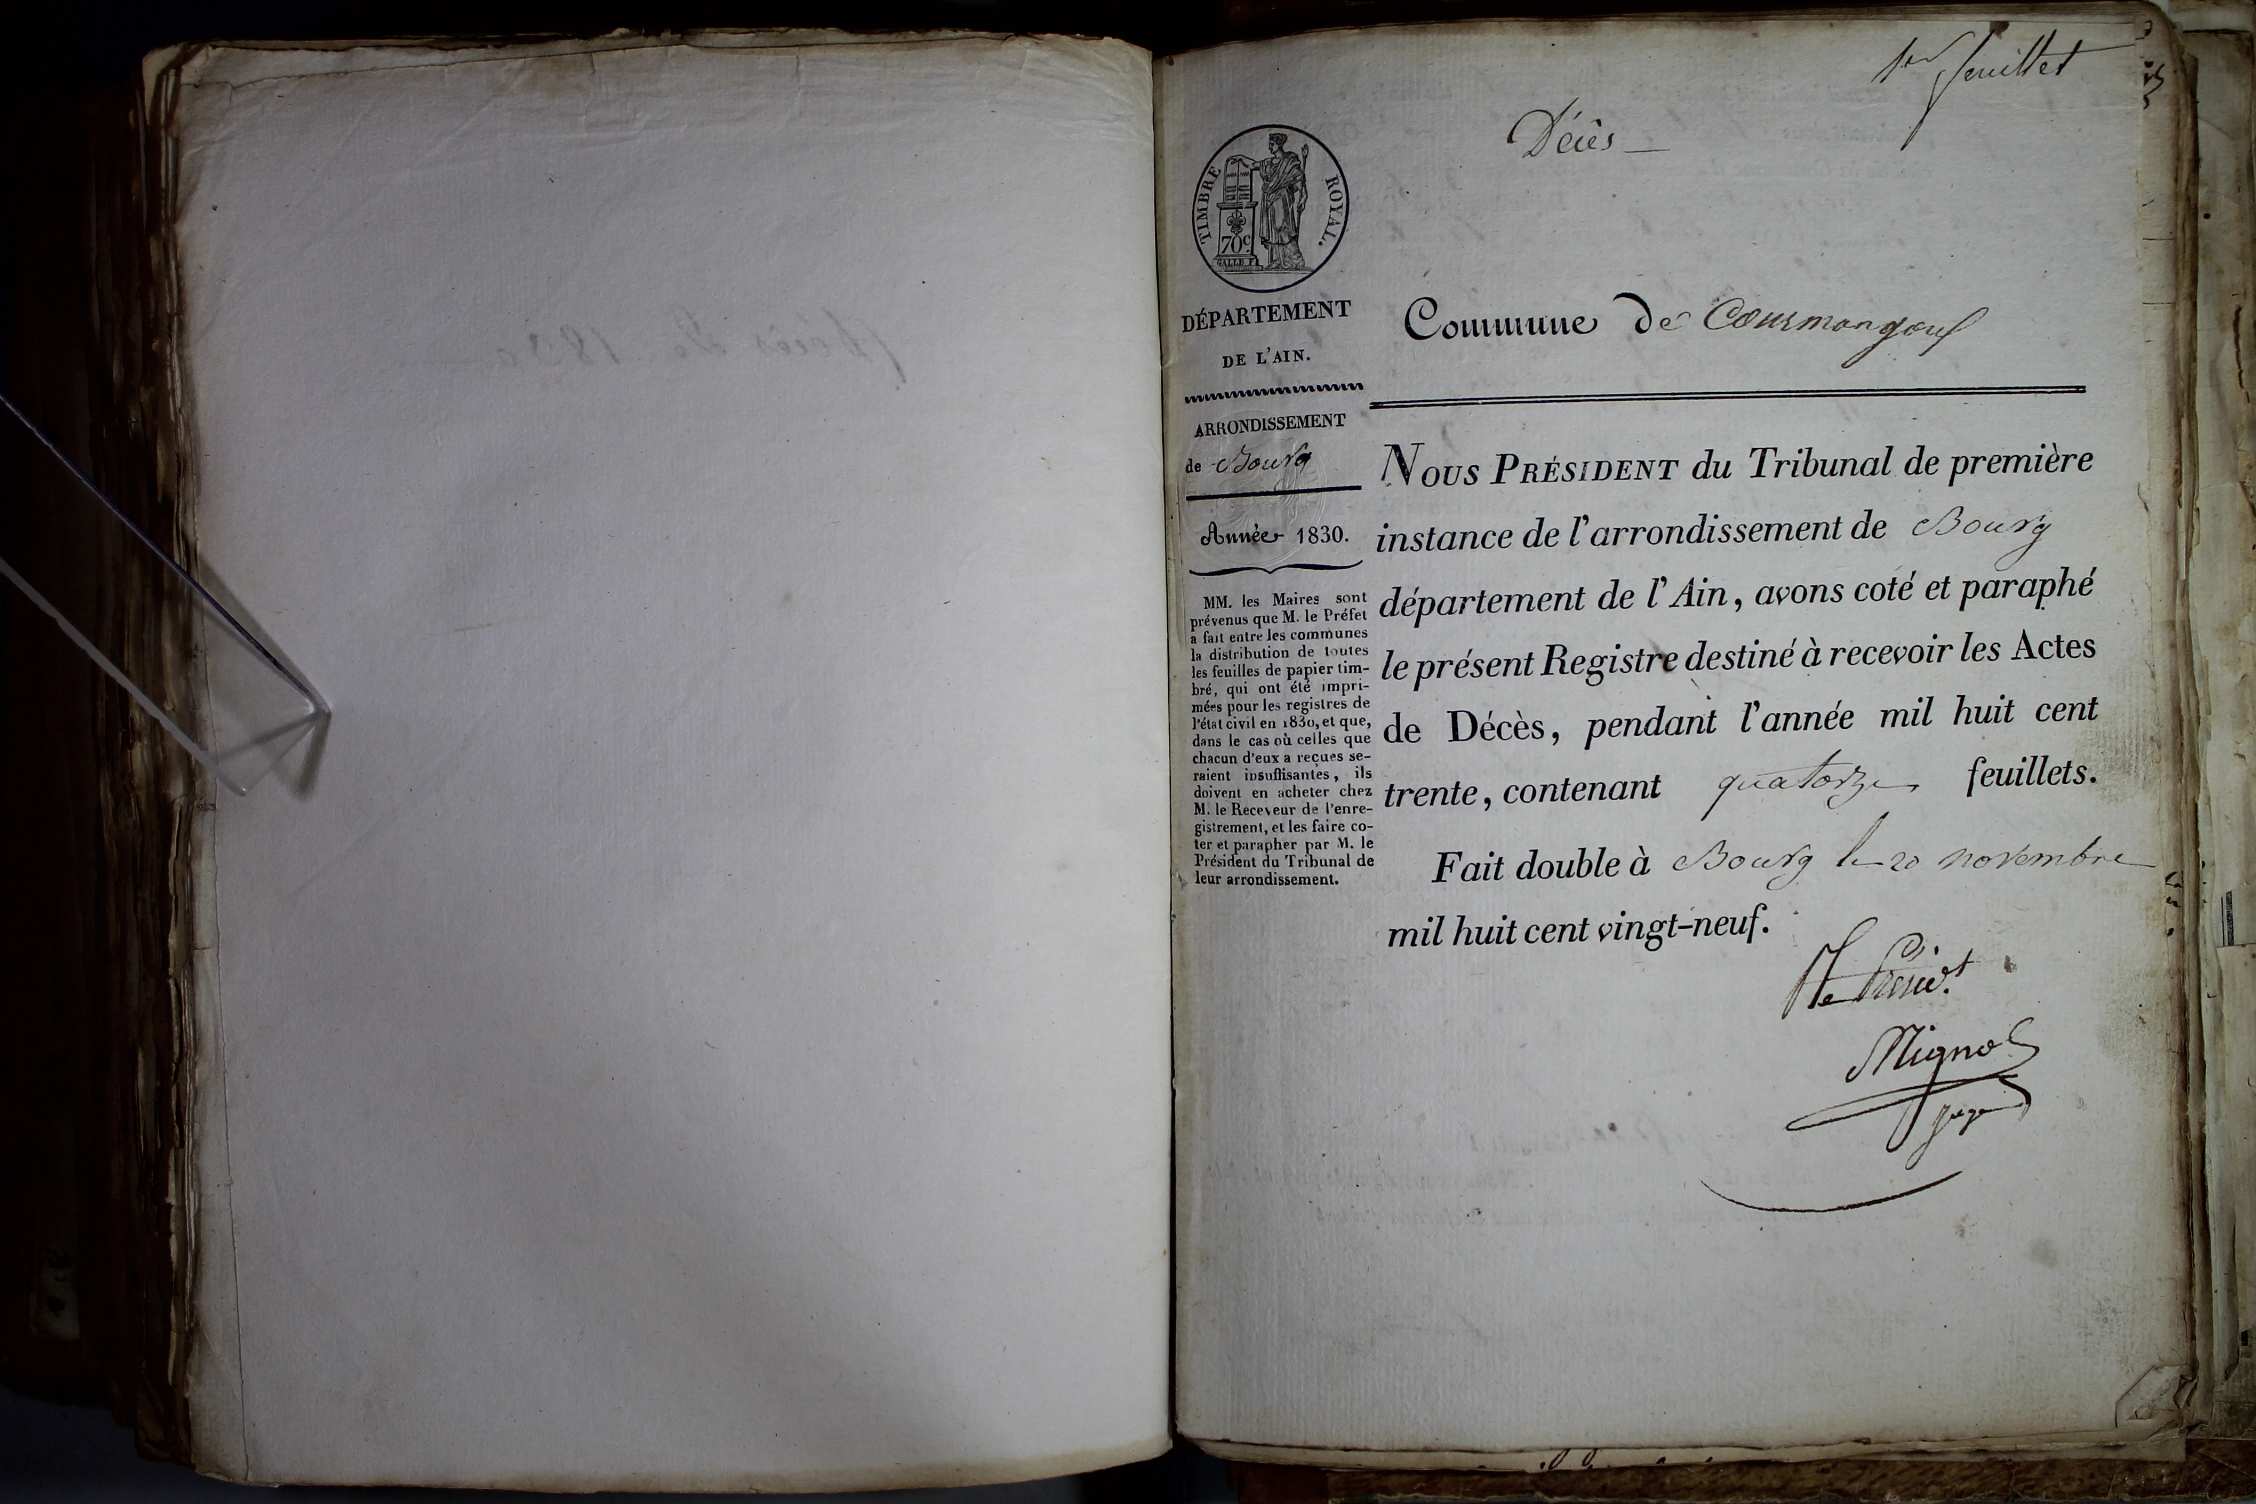 1er feuillet
Décès
TIMBRE ROYAL.
70c
GALLE F.
DÉPARTEMENT
DE L'AIN.
ARRONDISSEMENT
de Bourg
Année 1830.
MM. les Maires sont
prévenus que M. le Préfet
a fait entre les communes
la distribution de toutes
les feuilles de papier tim-
bré, qui ont été impri-
mées pour les registres de
l'état civil en 1830, et que,
dans le cas où celles que
chacun d'eux a reçues se-
raient insuffisantes, ils
doivent en acheter chez
M. le Receveur de l'enre-
gistrement, et les faire co-
ter et parapher par M. le
Président du Tribunal de
leur arrondissement.
Commune de Courmangoux
NOUS PRÉSIDENT du Tribunal de première
instance de l'arrondissement de Bourg
département de l'Ain, avons coté et paraphé
le présent Registre destiné à recevoir les Actes
de Décès, pendant l'année mil huit cent
trente, contenant quatorze feuillets.
Fait double à Bourg le 20 novembre
mil huit cent vingt-neuf.
juge